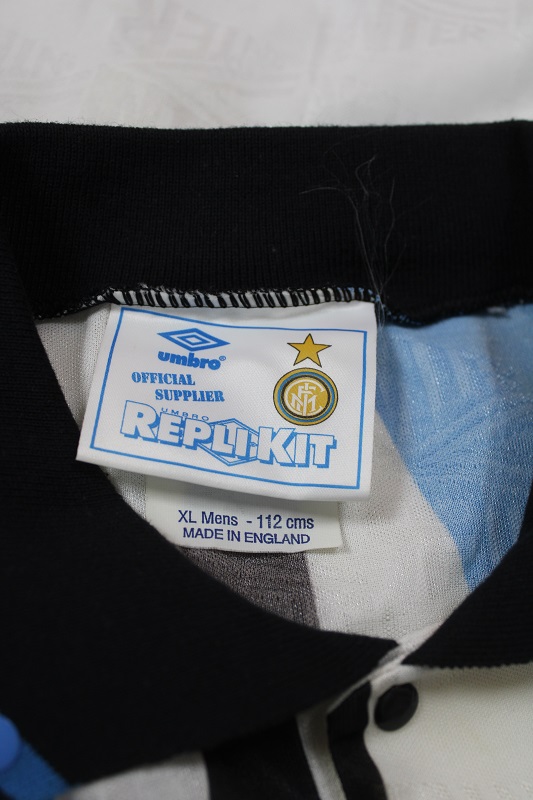 umbro®
OFFICIAL
SUPPLIER
UMBRO
REPLI-KIT
XL Mens - 112 cms
MADE IN ENGLAND